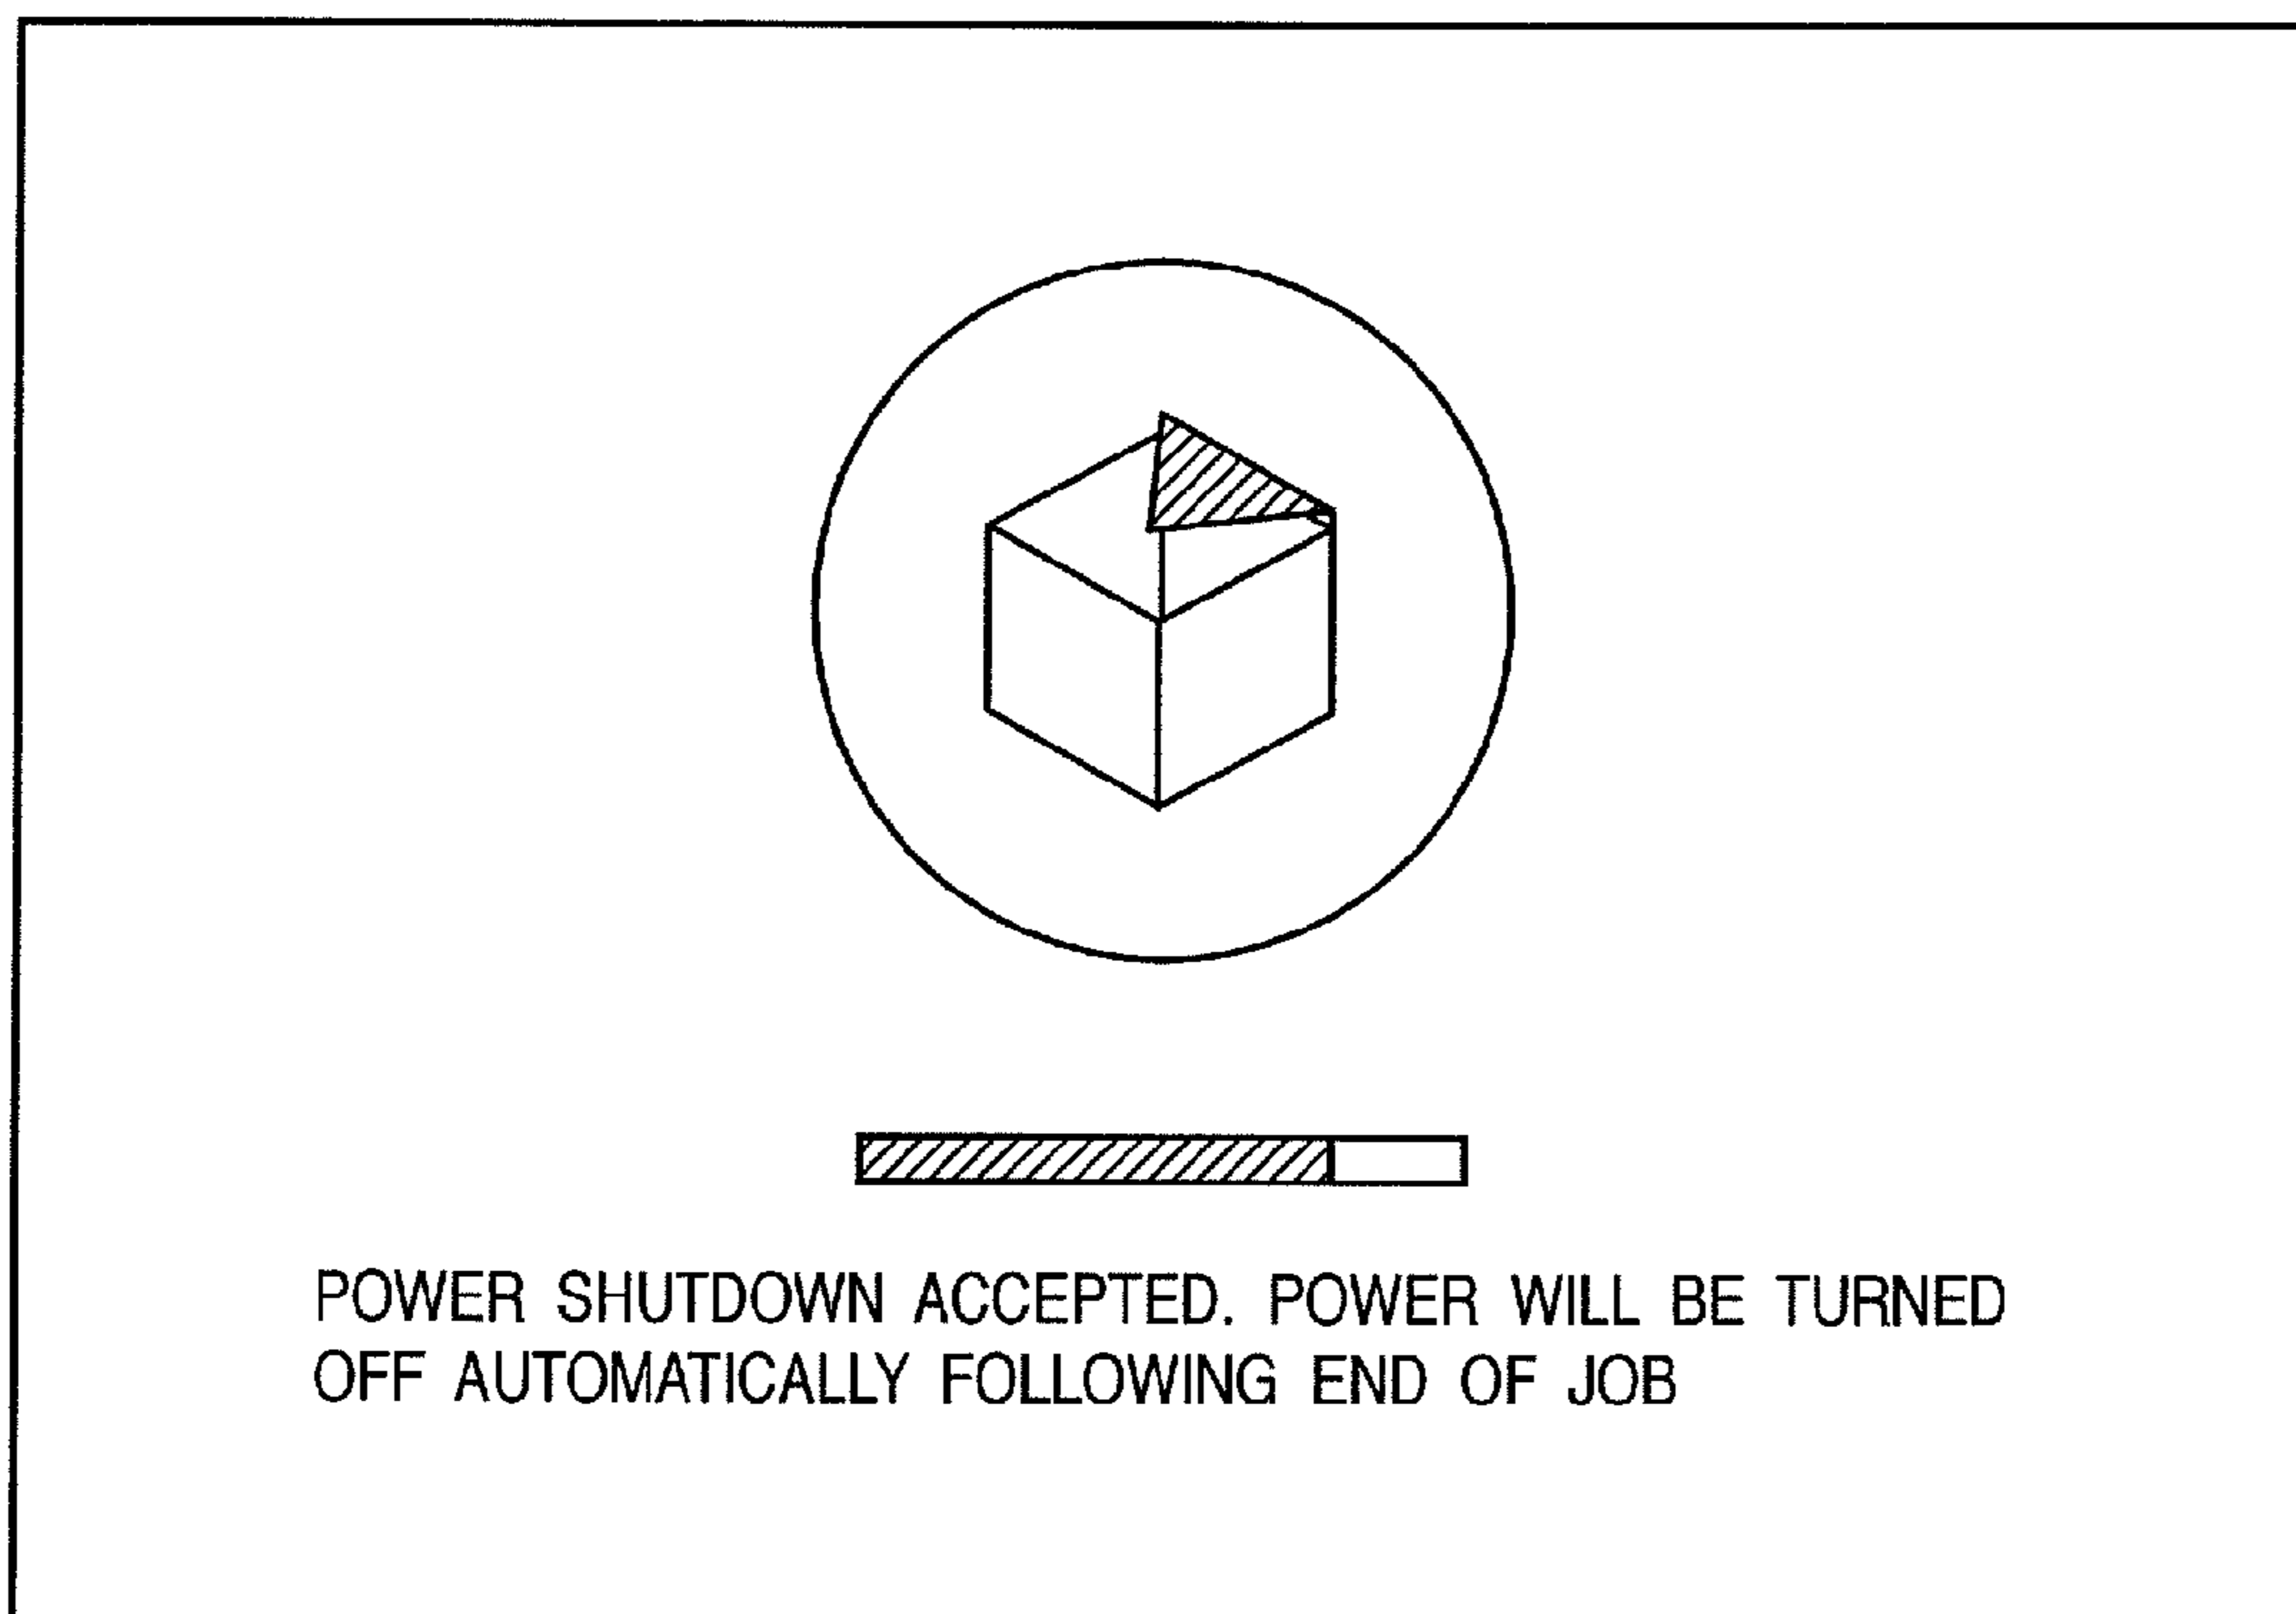 POWER SHUTDOWN ACCEPTED. POWER WILL BE TURNED
OFF AUTOMATICALLY FOLLOWING END OF JOB